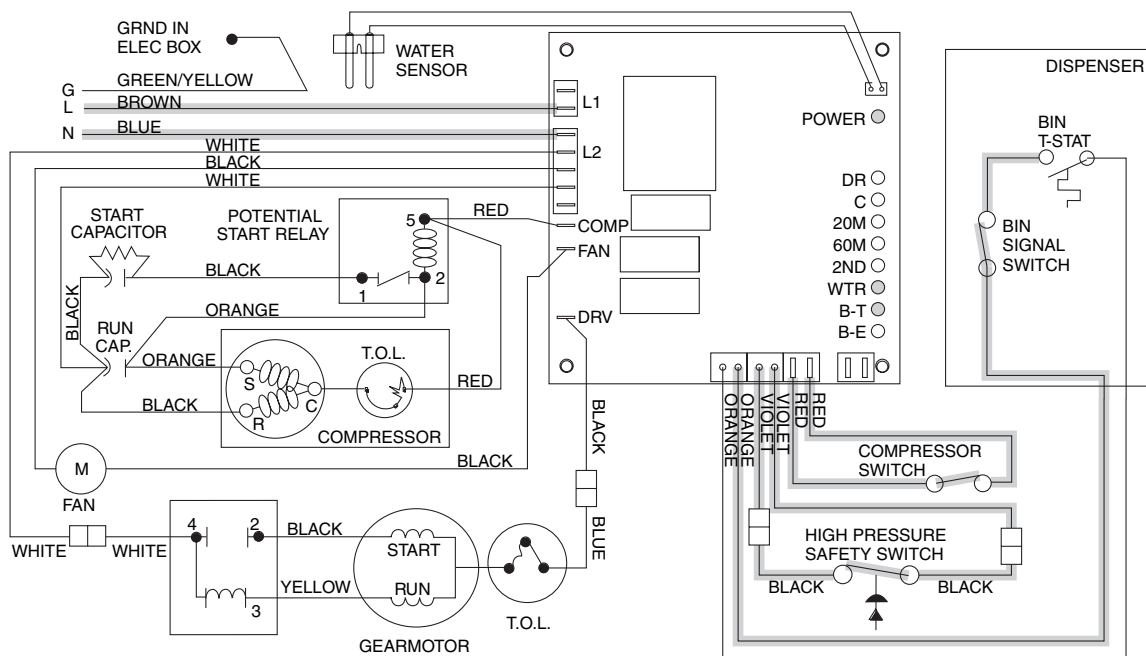 GRND IN
ELEC BOX
WATER
SENSOR
DISPENSER
G
GREEN/YELLOW
L
BROWN
L1
POWER
BIN
T-STAT
N
BLUE
WHITE
L2
BLACK
WHITE
DR
C
START
CAPACITOR
POTENTIAL
START RELAY
5
RED
COMP
20M
BIN
SIGNAL
SWITCH
FAN
60M
BLACK
1
2
2ND
WTR
BLACK
ORANGE
DRV
B-T
B-E
RUN
CAP.
ORANGE
T.O.L.
S
C
R
RED
BLACK
COMPRESSOR
ORANGE
ORANGE
VIOLET
VIOLET
RED
RED
BLACK
COMPRESSOR
SWITCH
M
BLACK
FAN
4
2
BLACK
START
BLUE
HIGH PRESSURE
SAFETY SWITCH
WHITE
WHITE
YELLOW
RUN
3
BLACK
BLACK
T.O.L.
GEARMOTOR